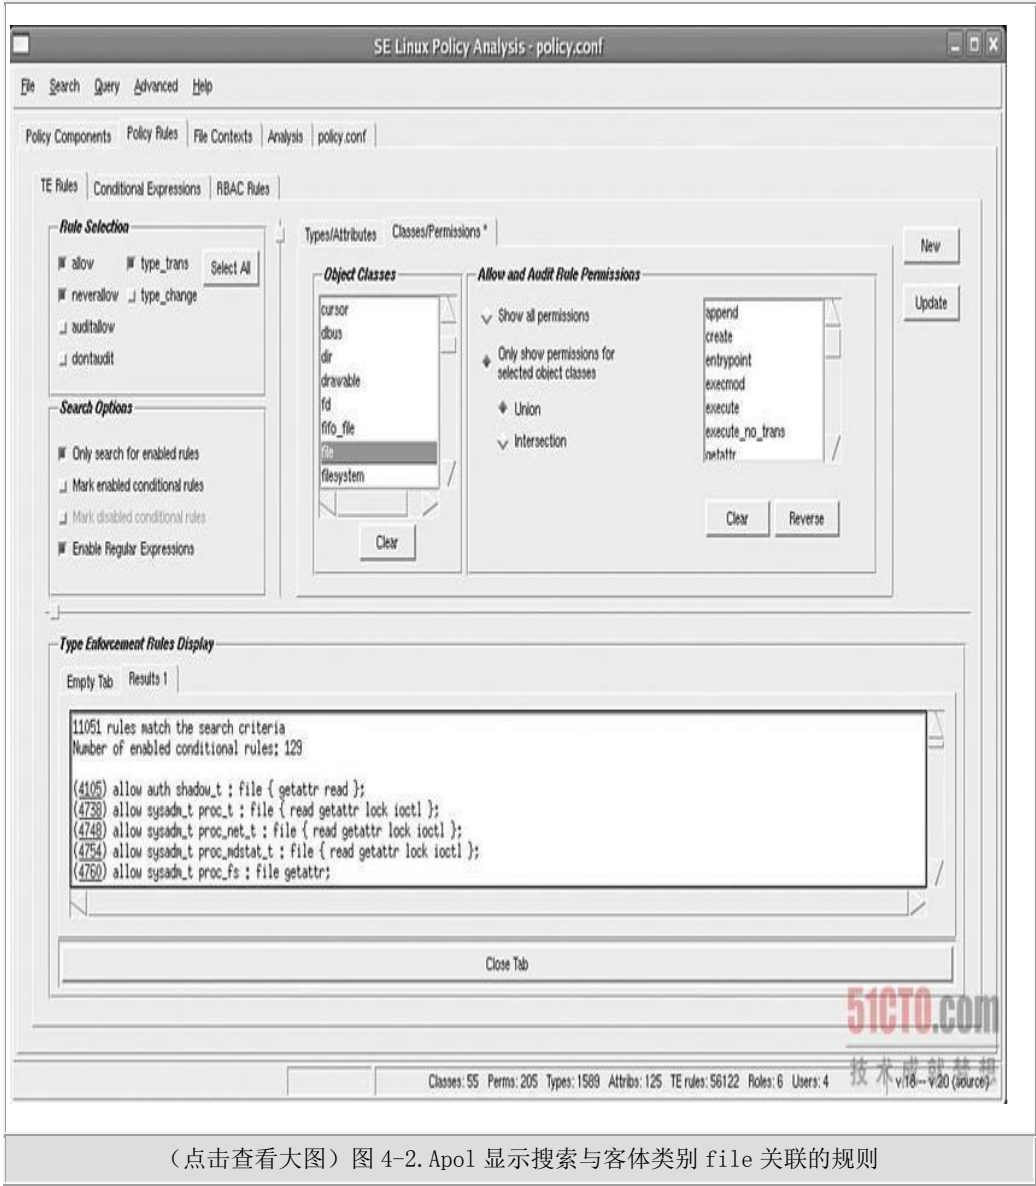 SE Linux Policy Analysis - policy.conf
File Search Query Advanced Help
Policy Components Policy Rules File Contexts Analysis policy.conf
TE Rules Conditional Expressions RBAC Rules
Rule Selection
allow type_trans Select All
neverallow type_change
auditallow
dontaudit
Search Options
Only search for enabled rules
Mark enabled conditional rules
Mark disabled conditional rules
Enable Regular Expressions
Types/Attributes Classes/Permissions *
Object Classes
cursor
dbus
dir
drawable
fd
fifo_file
file
filesystem
Clear
Allow and Audit Rule Permissions
Show all permissions
Only show permissions for
selected object classes
Union
Intersection
append
create
entrypoint
execmod
execute
execute_no_trans
getattr
Clear Reverse
New
Update
Type Enforcement Rules Display
Empty Tab Results 1
11051 rules match the search criteria
Number of enabled conditional rules: 129
(4105) allow auth shadow_t : file { getattr read };
(4738) allow sysadm_t proc_t : file { read getattr lock ioctl };
(4748) allow sysadm_t proc_net_t : file { read getattr lock ioctl };
(4754) allow sysadm_t proc_mdstat_t : file { read getattr lock ioctl };
(4760) allow sysadm_t proc_fs : file getattr;
Close Tab
51CTO.com
技术成就梦想
Classes: 55 Perms: 205 Types: 1589 Attribs: 125 TE rules: 56122 Roles: 6 Users: 4 v.18 -- v.20 (source)
（点击查看大图）图 4-2.Apol 显示搜索与客体类别 file 关联的规则